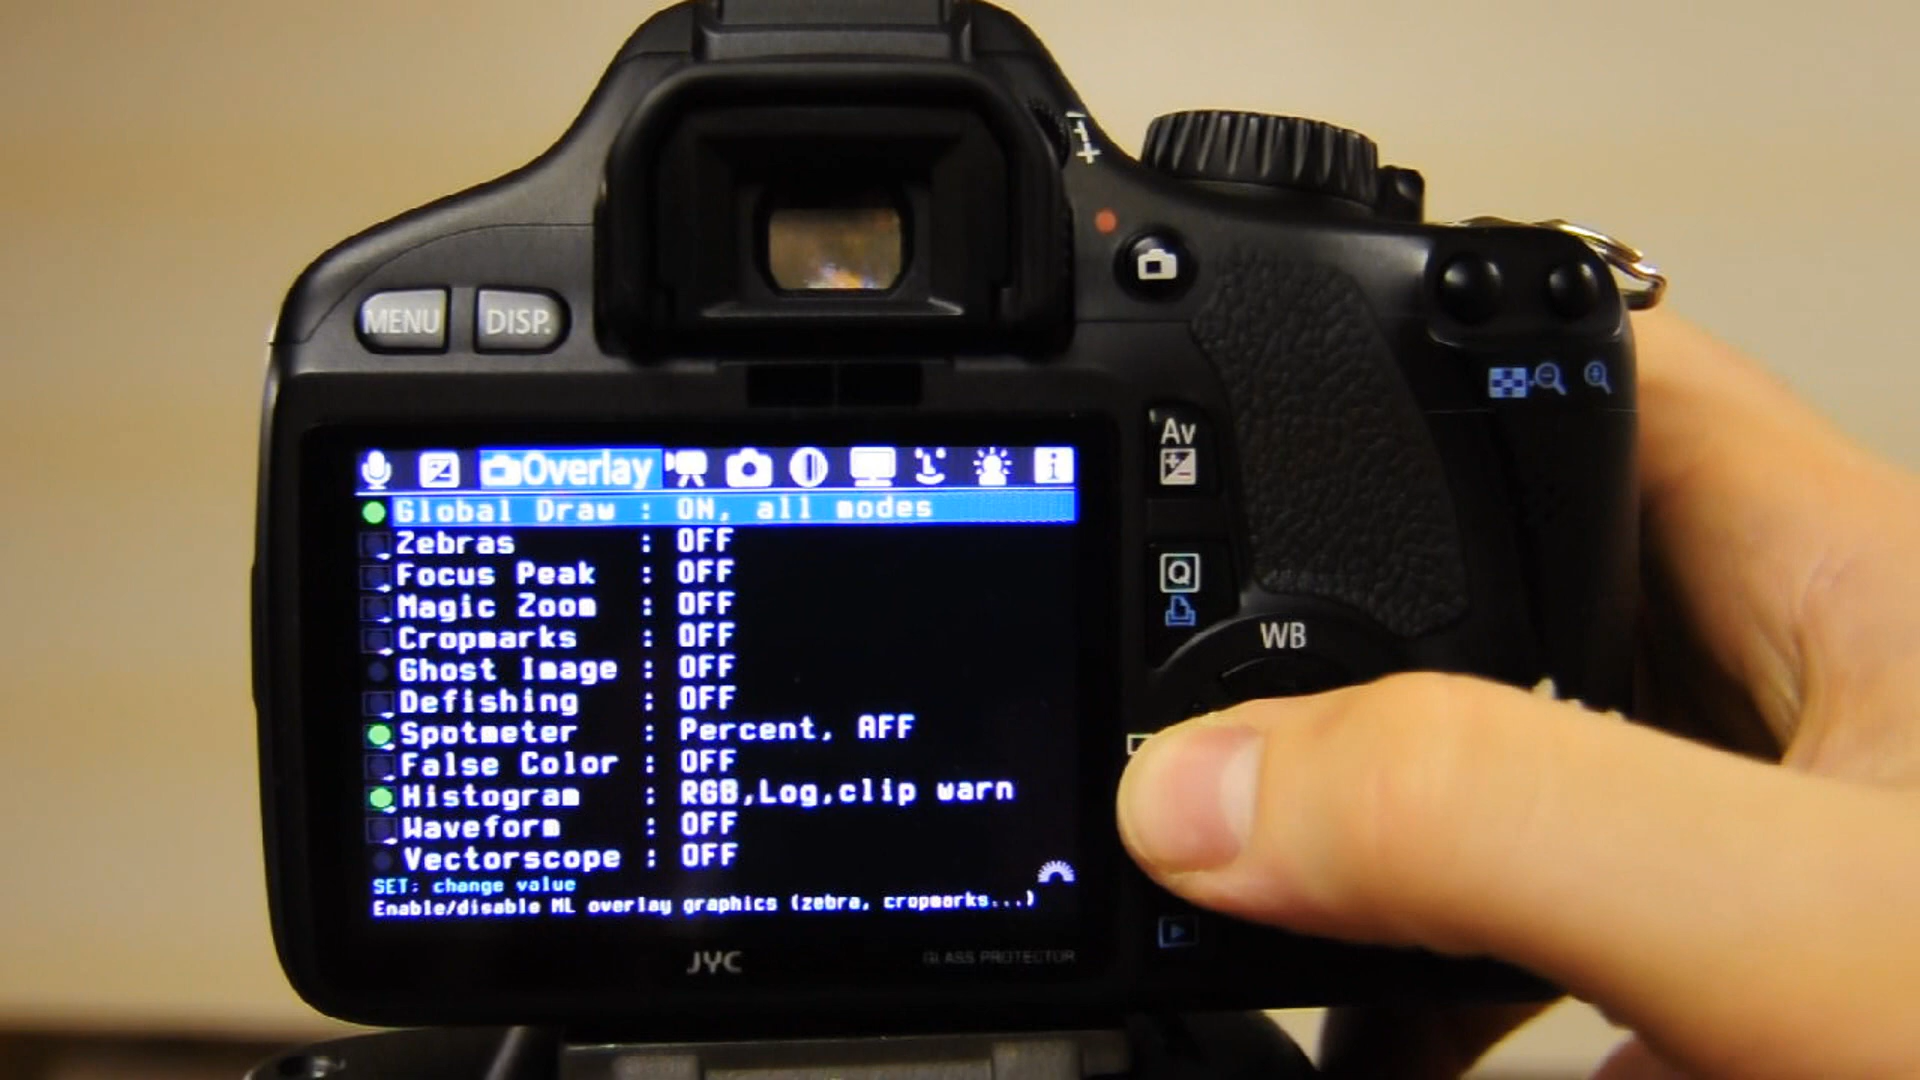 MENU DISP.
Av
Q
WB
Overlay
Global Draw : ON, all modes
Zebras : OFF
Focus Peak : OFF
Magic Zoom : OFF
Cropmarks : OFF
Ghost Image : OFF
Defishing : OFF
Spotmeter : Percent, AFF
False Color : OFF
Histogram : RGB,Log,clip warn
Waveform : OFF
Vectorscope : OFF
SET: change value
Enable/disable ML overlay graphics (zebra, cropmarks...)
JYC GLASS PROTECTOR